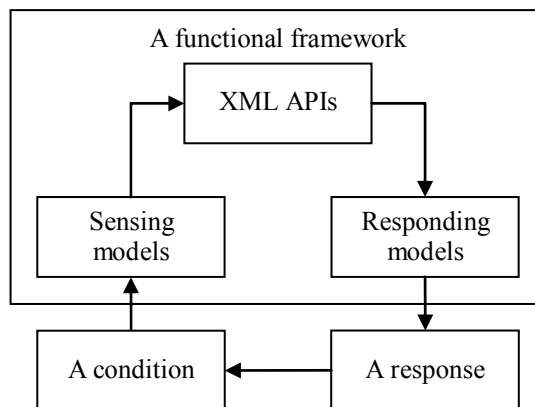 A functional framework
XML APIs
Sensing
models
Responding
models
A condition
A response